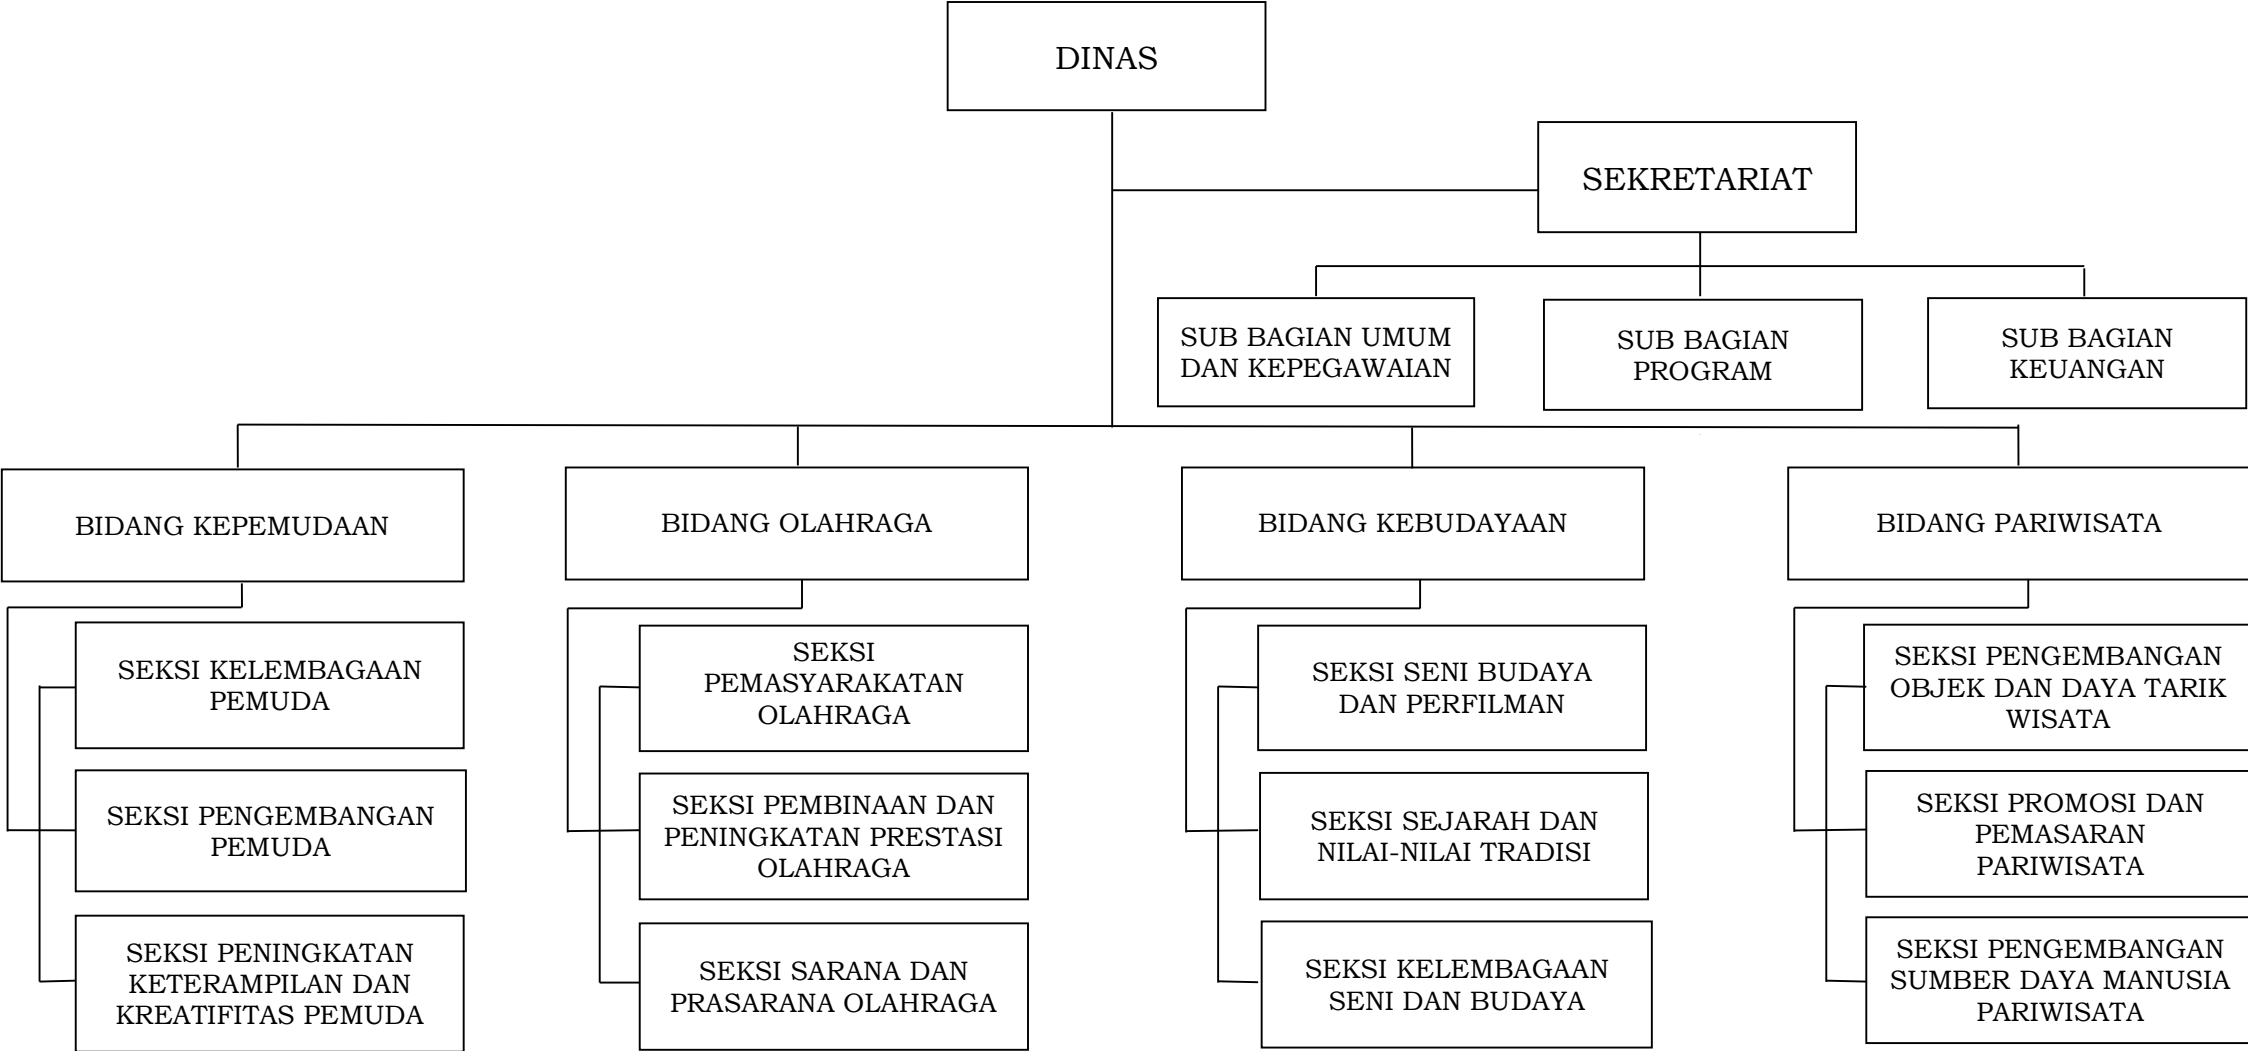 DINAS
SEKRETARIAT
SUB BAGIAN UMUM
DAN KEPEGAWAIAN
SUB BAGIAN
PROGRAM
SUB BAGIAN
KEUANGAN
BIDANG KEPEMUDAAN
BIDANG OLAHRAGA
BIDANG KEBUDAYAAN
BIDANG PARIWISATA
SEKSI KELEMBAGAAN
PEMUDA
SEKSI PENGEMBANGAN
PEMUDA
SEKSI PENINGKATAN
KETERAMPILAN DAN
KREATIFITAS PEMUDA
SEKSI
PEMASYARAKATAN
OLAHRAGA
SEKSI PEMBINAAN DAN
PENINGKATAN PRESTASI
OLAHRAGA
SEKSI SARANA DAN
PRASARANA OLAHRAGA
SEKSI SENI BUDAYA
DAN PERFILMAN
SEKSI SEJARAH DAN
NILAI-NILAI TRADISI
SEKSI KELEMBAGAAN
SENI DAN BUDAYA
SEKSI PENGEMBANGAN
OBJEK DAN DAYA TARIK
WISATA
SEKSI PROMOSI DAN
PEMASARAN
PARIWISATA
SEKSI PENGEMBANGAN
SUMBER DAYA MANUSIA
PARIWISATA